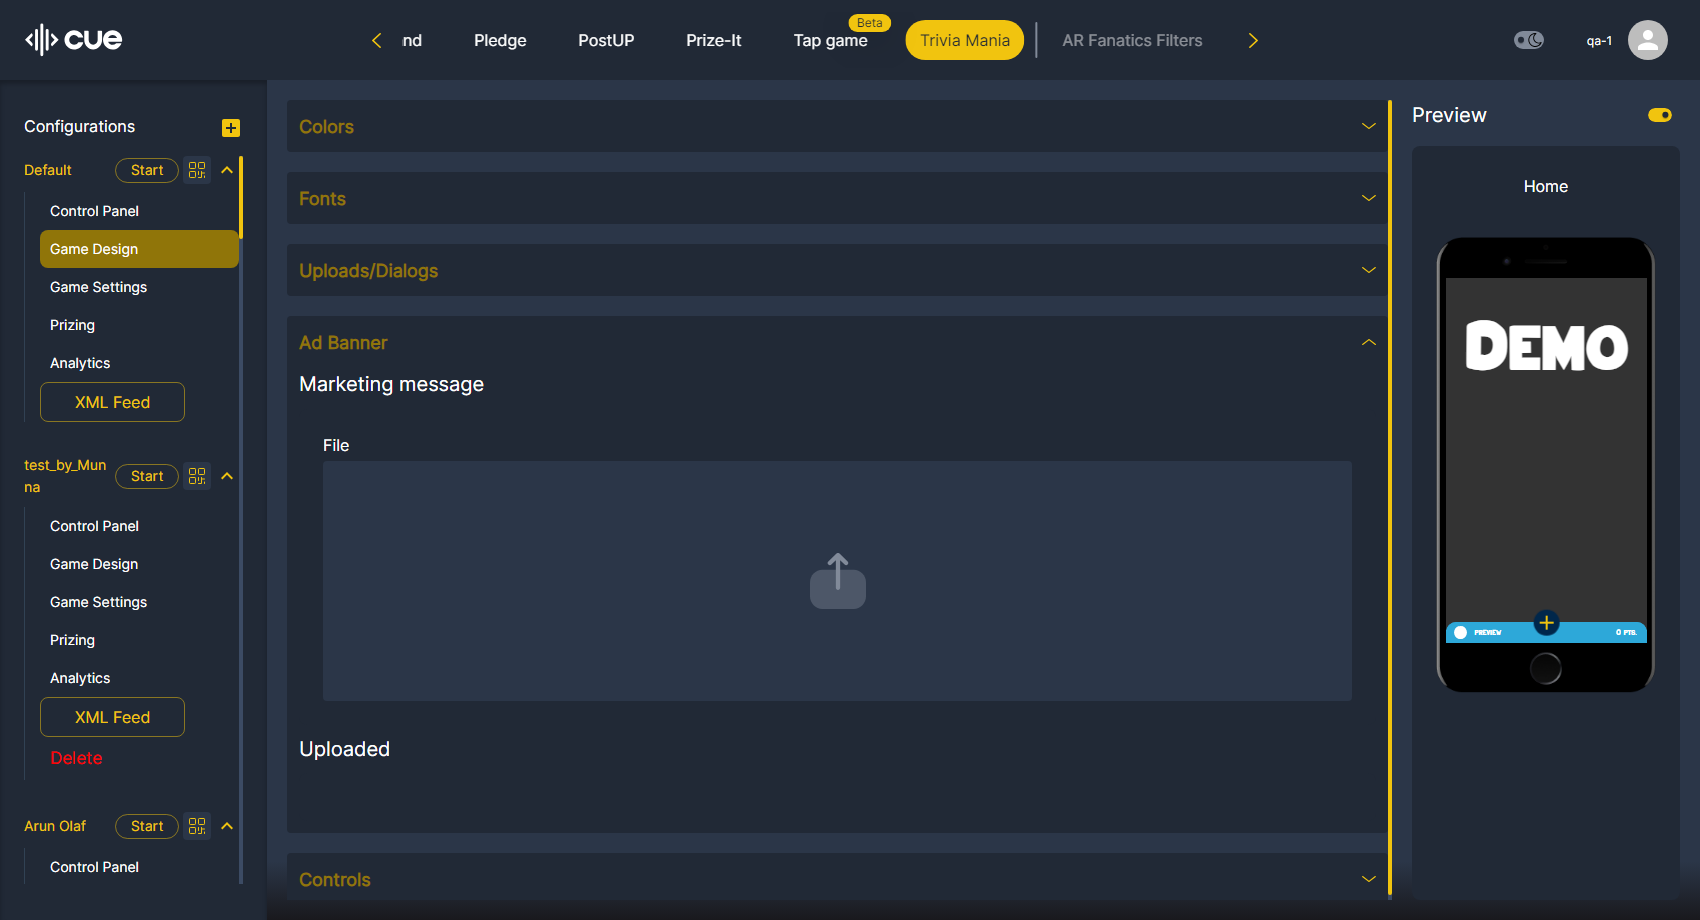 cue
nd
Pledge
PostUP
Prize-It
Beta
Tap game
Trivia Mania
AR Fanatics Filters
qa-1
Configurations
Default
Start
Control Panel
Game Design
Game Settings
Prizing
Analytics
XML Feed
test_by_Mun
na
Start
Control Panel
Game Design
Game Settings
Prizing
Analytics
XML Feed
Delete
Arun Olaf
Start
Control Panel
Colors
Fonts
Uploads/Dialogs
Ad Banner
Marketing message
File
Uploaded
Controls
Preview
Home
DEMO
PREVIEW
0 PTS.